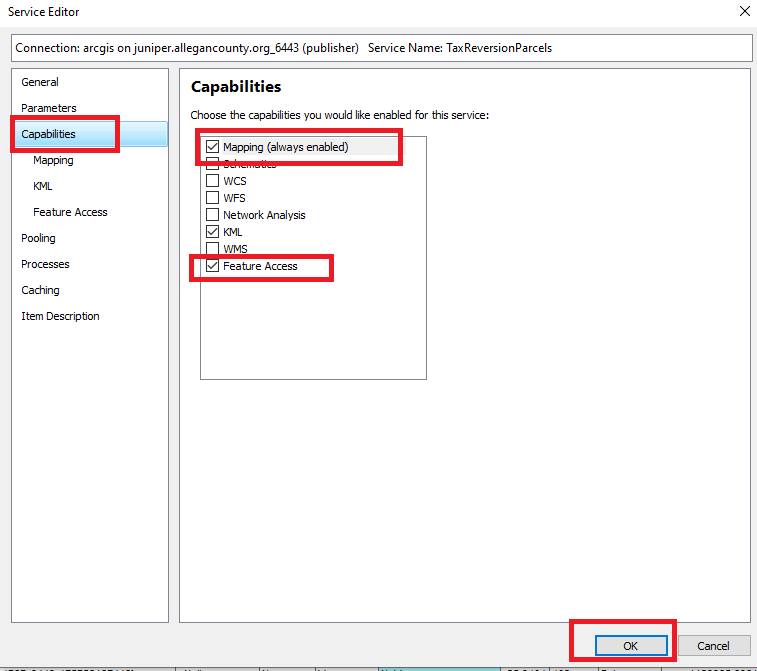 Service Editor
Connection: arcgis on juniper.allegancounty.org_6443 (publisher) Service Name: TaxReversionParcels
General
Parameters
Capabilities
Mapping
KML
Feature Access
Pooling
Processes
Caching
Item Description
Capabilities
Choose the capabilities you would like enabled for this service:
Mapping (always enabled)
Schematics
WCS
WFS
Network Analysis
KML
WMS
Feature Access
OK
Cancel